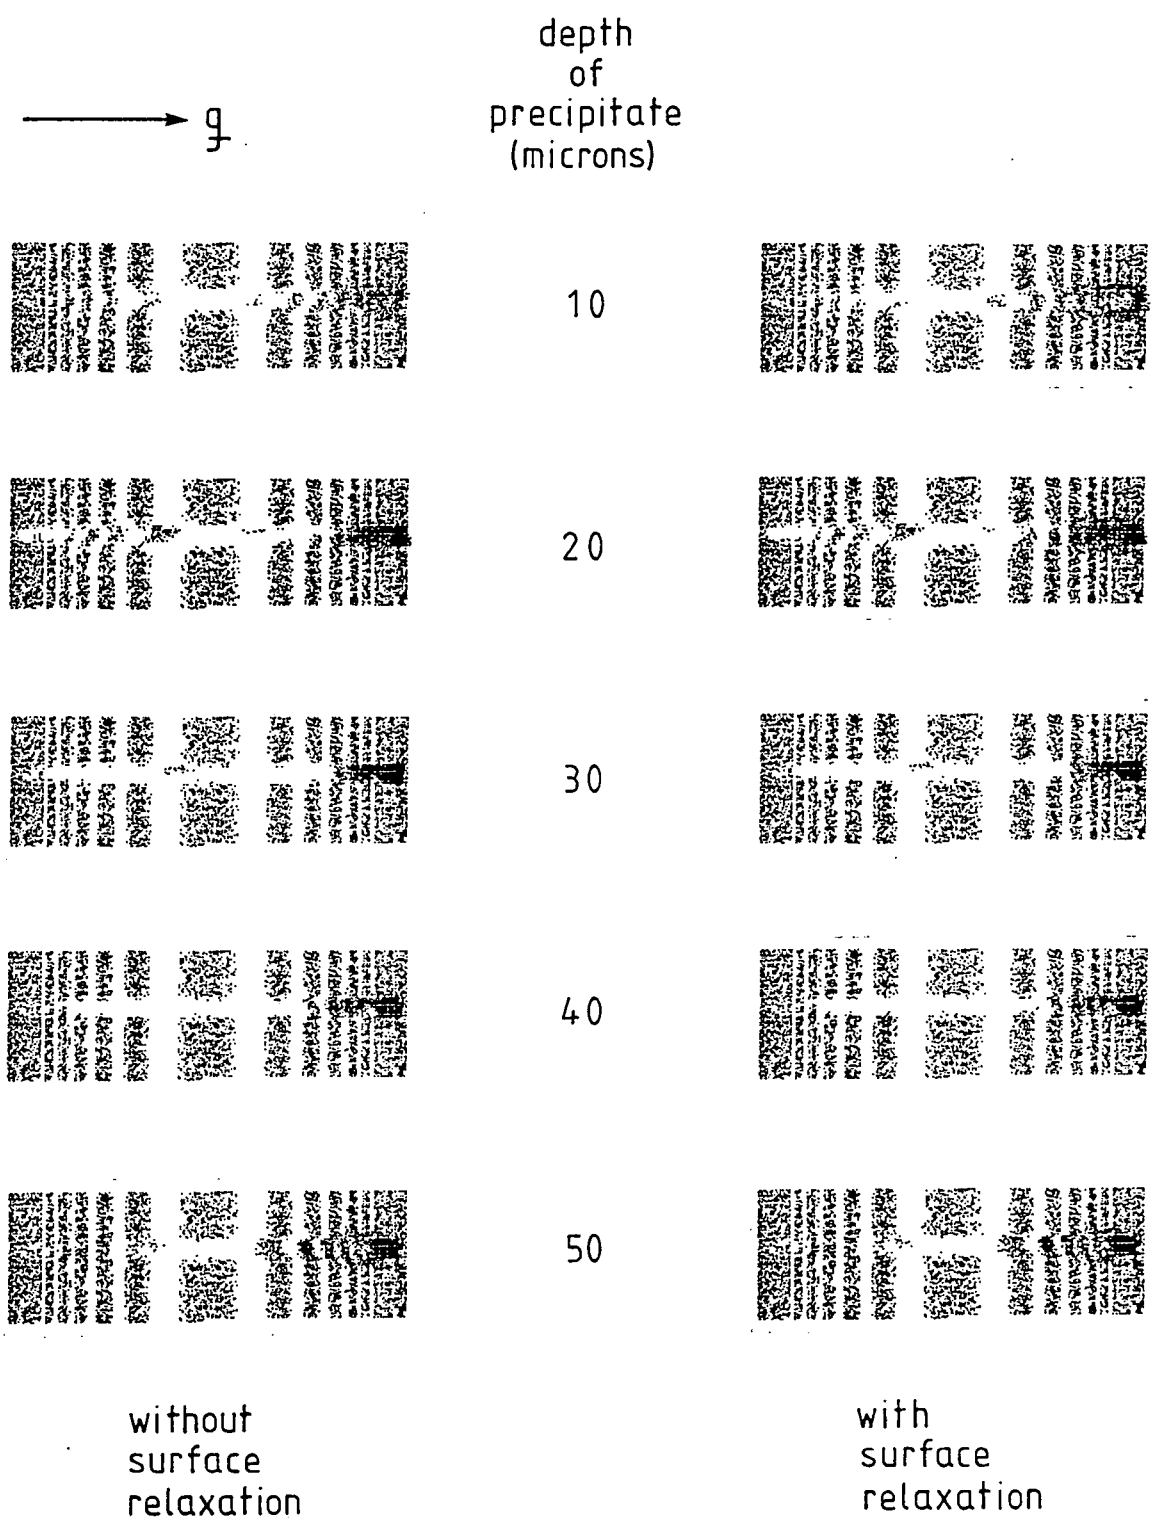 depth
of
precipitate
(microns)
g
10
20
30
40
50
without
surface
relaxation
with
surface
relaxation